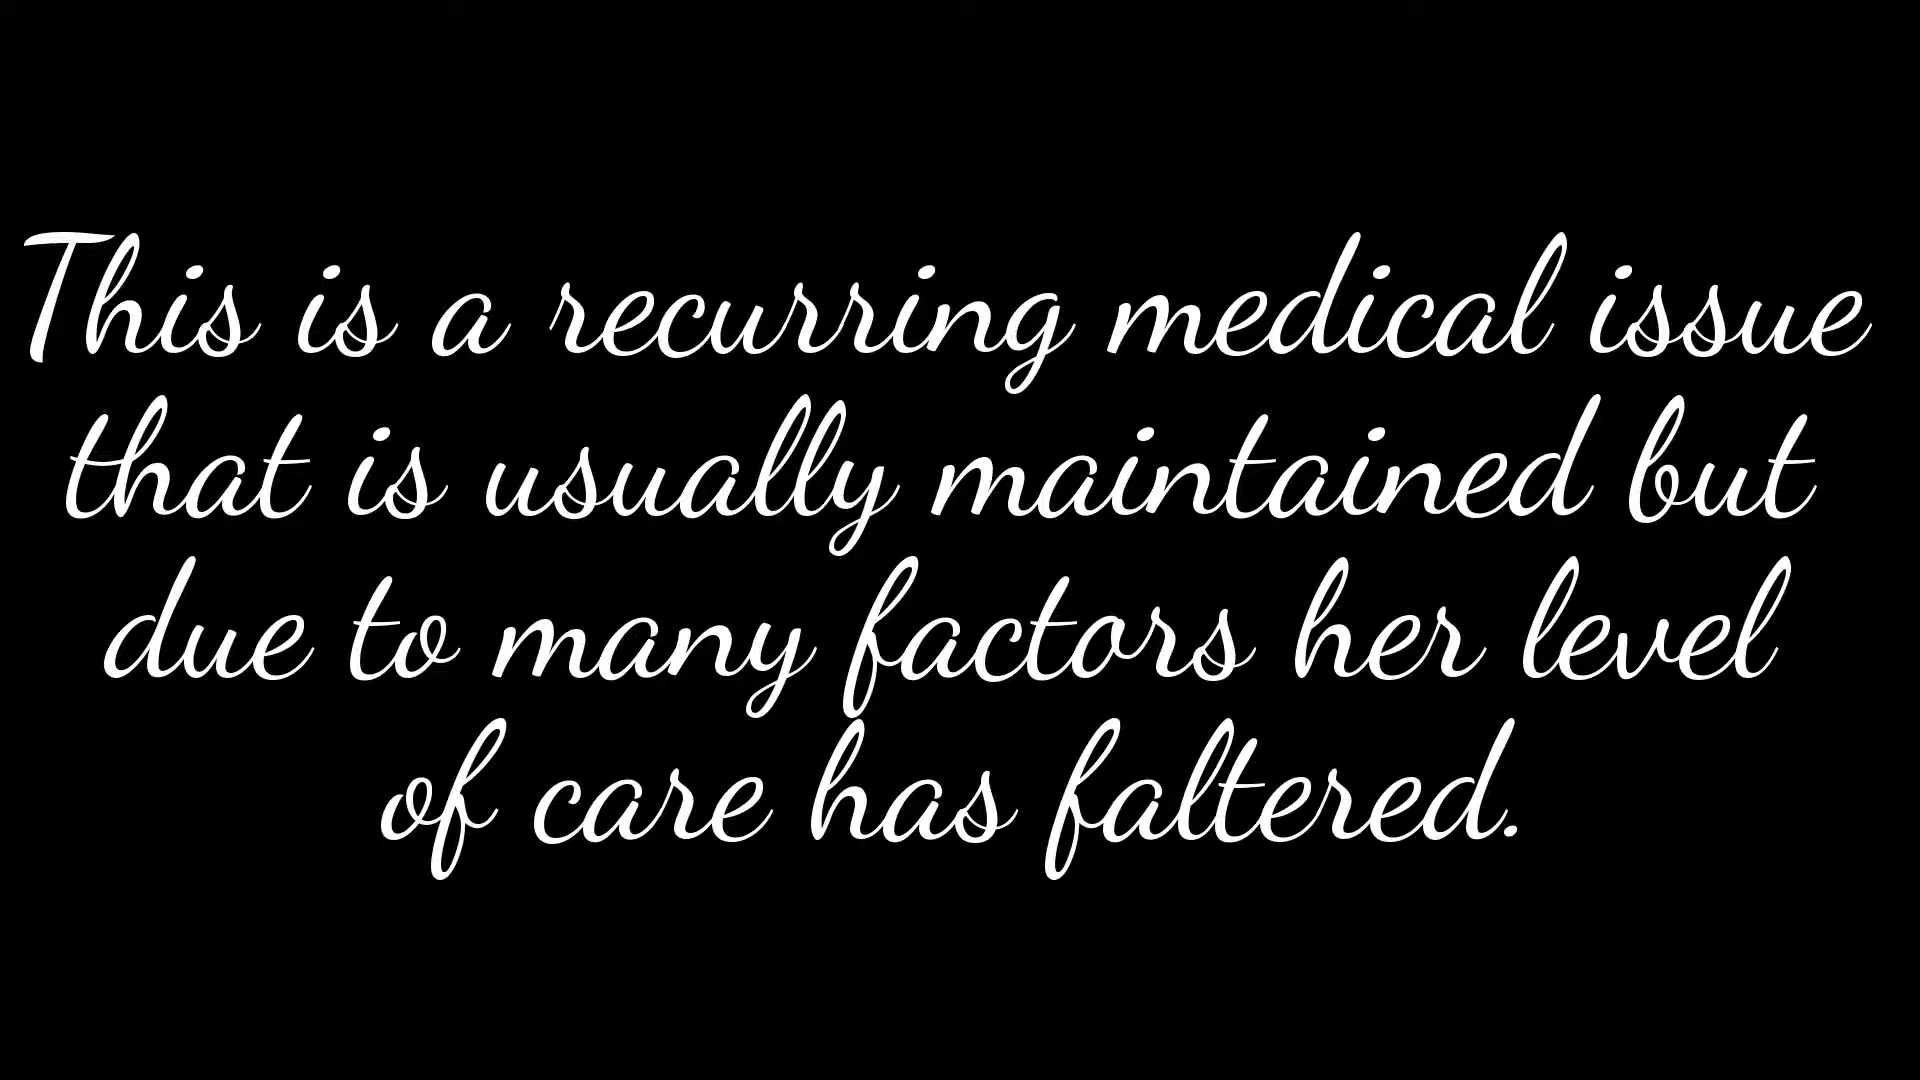 This is a recurring medical issue
that is usually maintained but
due to many factors her level
of care has faltered.